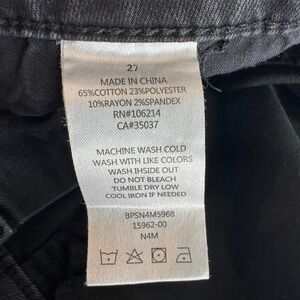 27
MADE IN CHINA
65%COTTON 23%POLYESTER
10%RAYON 2%SPANDEX
RN#106214
CA#35037
MACHINE WASH COLD
WASH WITH LIKE COLORS
WASH INSIDE OUT
DO NOT BLEACH
TUMBLE DRY LOW
COOL IRON IF NEEDED
BPSN4M5968
15962-00
N4M